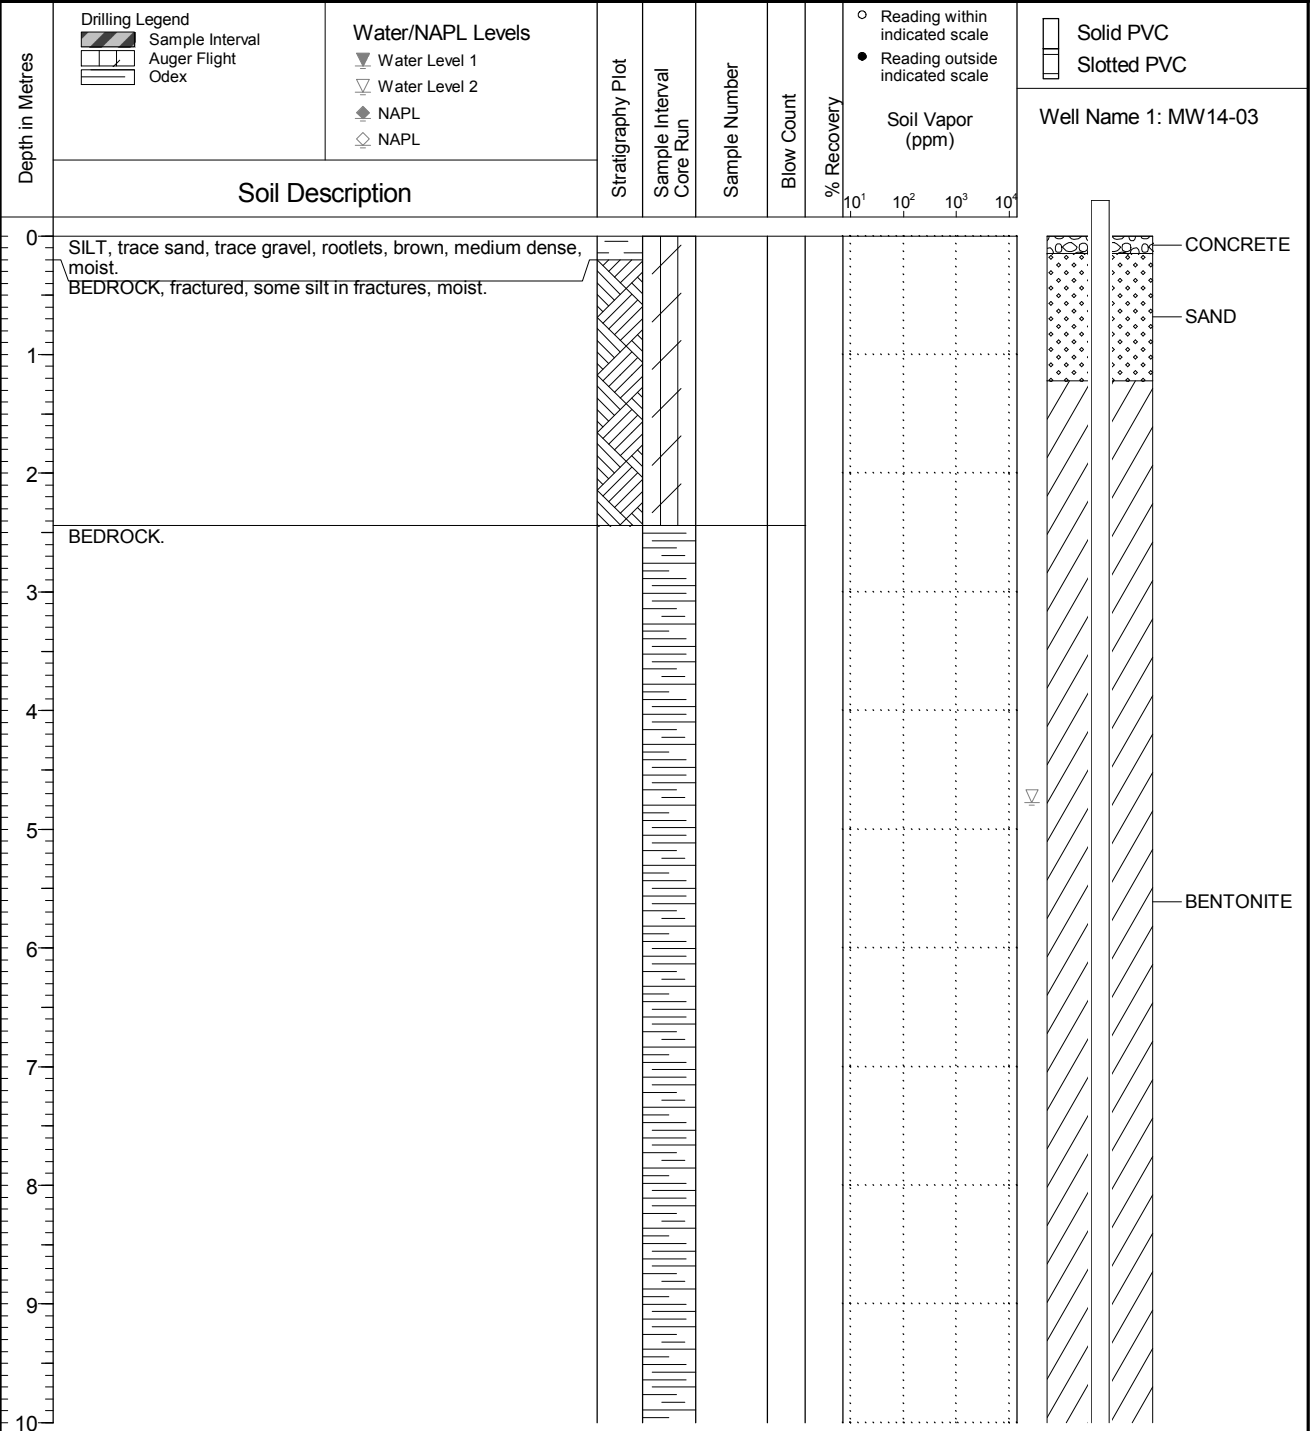 Drilling Legend
Sample Interval
Auger Flight
Odex
Water/NAPL Levels
Water Level 1
Water Level 2
NAPL
NAPL
Depth in Metres
Soil Description
Stratigraphy Plot
Sample Interval
Core Run
Sample Number
Blow Count
% Recovery
Reading within
indicated scale
Reading outside
indicated scale
Soil Vapor
(ppm)
10¹ 10² 10³ 10⁴
Solid PVC
Slotted PVC
Well Name 1: MW14-03
0
SILT, trace sand, trace gravel, rootlets, brown, medium dense,
moist.
BEDROCK, fractured, some silt in fractures, moist.
CONCRETE
SAND
1
2
BEDROCK.
3
4
5
BENTONITE
6
7
8
9
10